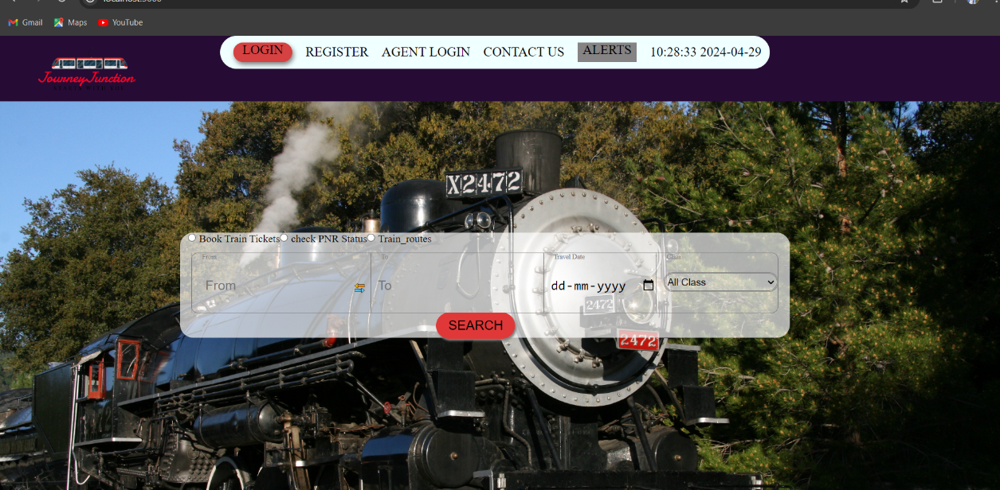 Gmail Maps YouTube
LOGIN REGISTER AGENT LOGIN CONTACT US ALERTS 10:28:33 2024-04-29
JourneyJunction
X2472
Book Train Tickets check PNR Status Train_routes
From To Travel Date Class
From To dd-mm-yyyy All Class
2472
SEARCH
2472